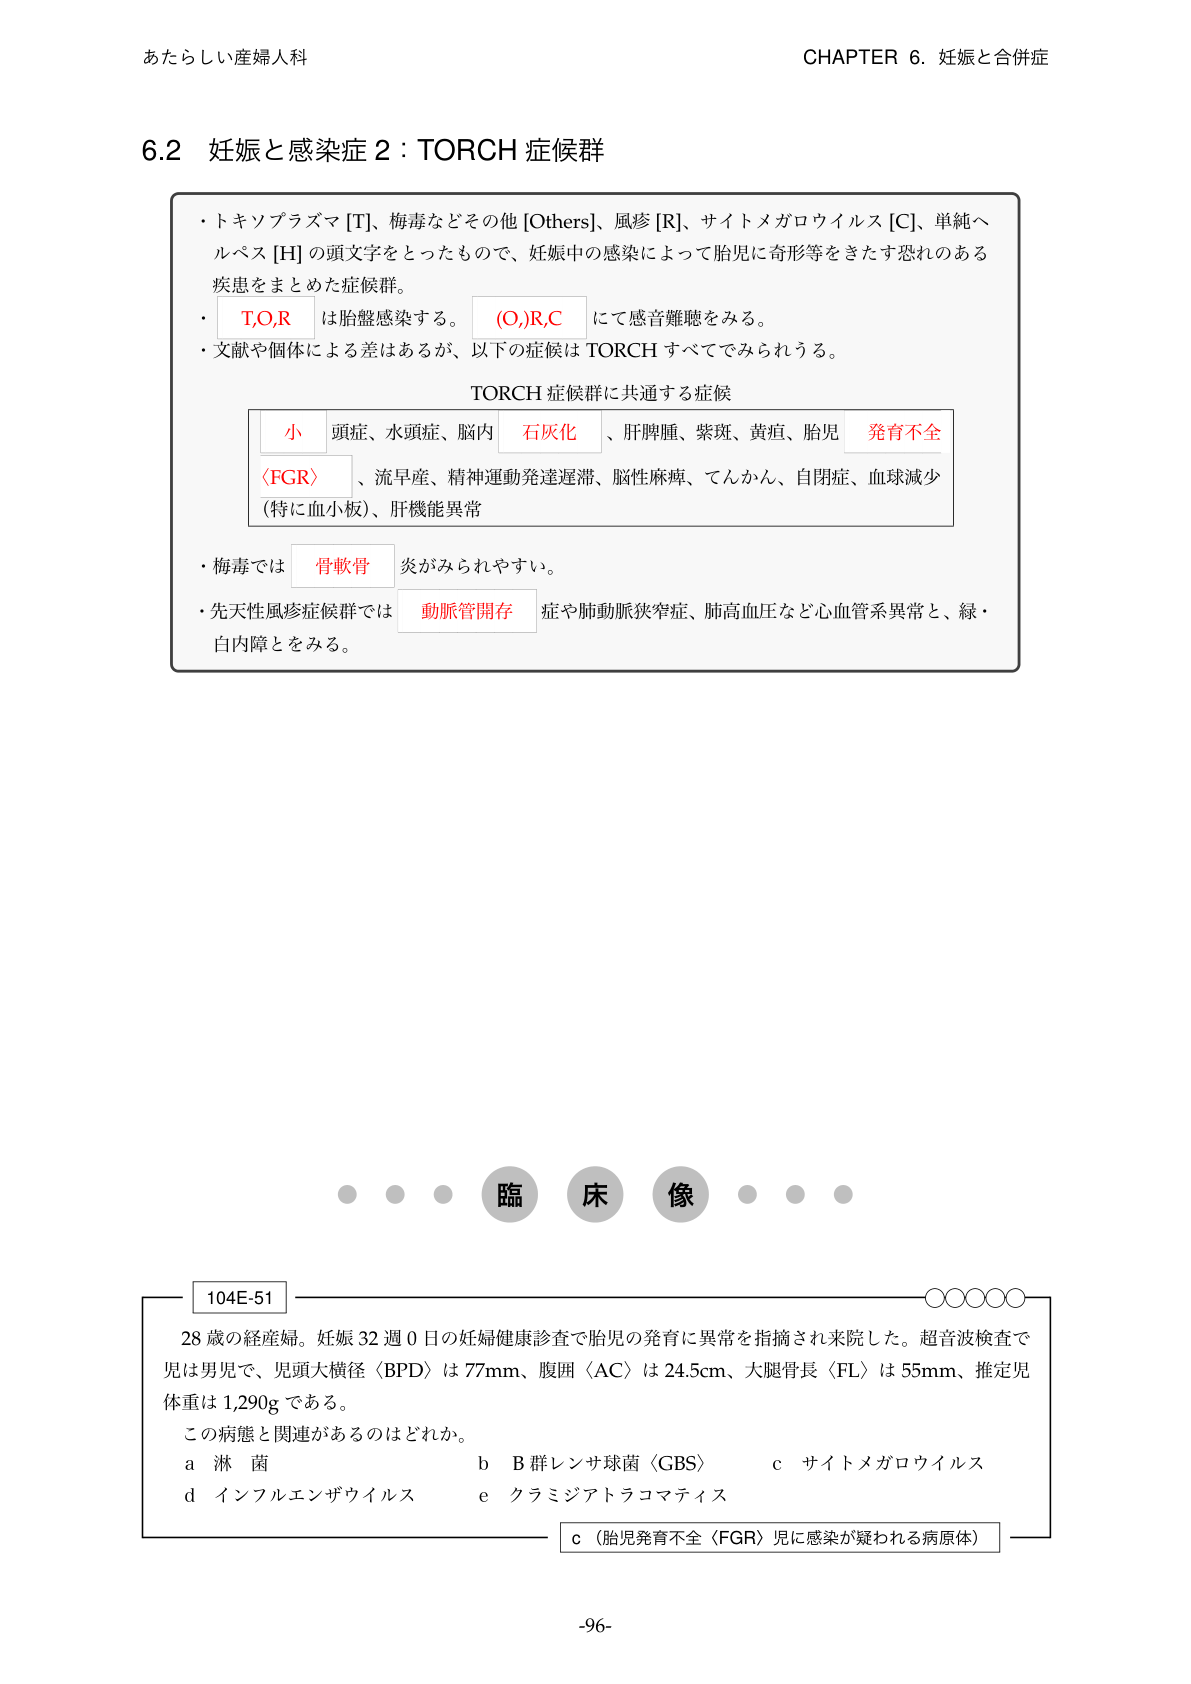 あたらしい産婦人科
CHAPTER 6. 妊娠と合併症
6.2 妊娠と感染症 2：TORCH 症候群
・トキソプラズマ [T]、梅毒などその他 [Others]、風疹 [R]、サイトメガロウイルス [C]、単純ヘ
ルペス [H] の頭文字をとったもので、妊娠中の感染によって胎児に奇形等をきたす恐れのある
疾患をまとめた症候群。
・ T,O,R は胎盤感染する。 (O,)R,C にて感音難聴をみる。
・文献や個体による差はあるが、以下の症候は TORCH すべてでみられうる。
TORCH 症候群に共通する症候
小 頭症、水頭症、脳内 石灰化 、肝脾腫、紫斑、黄疸、胎児 発育不全
〈FGR〉 、流早産、精神運動発達遅滞、脳性麻痺、てんかん、自閉症、血球減少
（特に血小板）、肝機能異常
・梅毒では 骨軟骨 炎がみられやすい。
・先天性風疹症候群では 動脈管開存 症や肺動脈狭窄症、肺高血圧など心血管系異常と、緑・
白内障とをみる。
臨 床 像
104E-51
28 歳の経産婦。妊娠 32 週 0 日の妊婦健康診査で胎児の発育に異常を指摘され来院した。超音波検査で
児は男児で、児頭大横径〈BPD〉は 77mm、腹囲〈AC〉は 24.5cm、大腿骨長〈FL〉は 55mm、推定児
体重は 1,290g である。
この病態と関連があるのはどれか。
a 淋 菌 b B 群レンサ球菌〈GBS〉 c サイトメガロウイルス
d インフルエンザウイルス e クラミジアトラコマティス
c （胎児発育不全〈FGR〉児に感染が疑われる病原体）
-96-